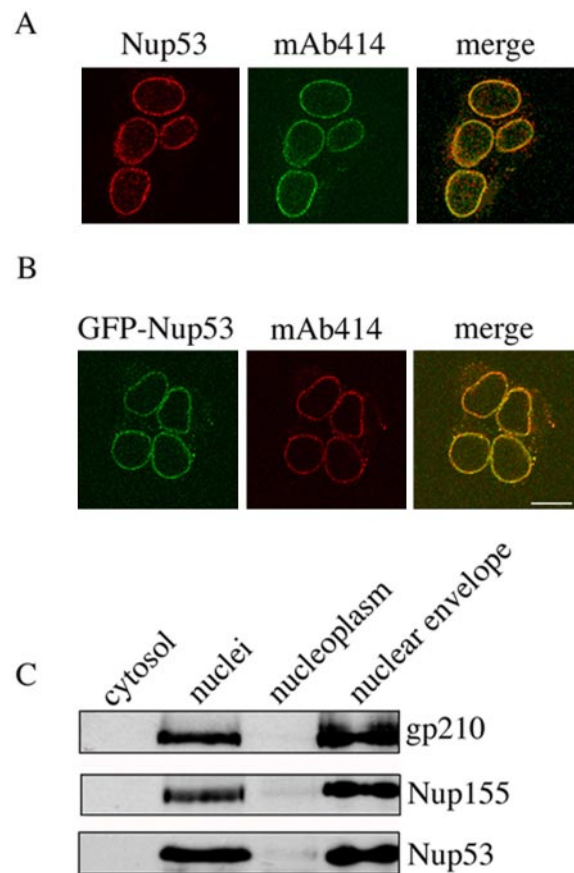 A
Nup53 mAb414 merge
B
GFP-Nup53 mAb414 merge
C
cytosol nuclei nucleoplasm nuclear envelope
gp210
Nup155
Nup53